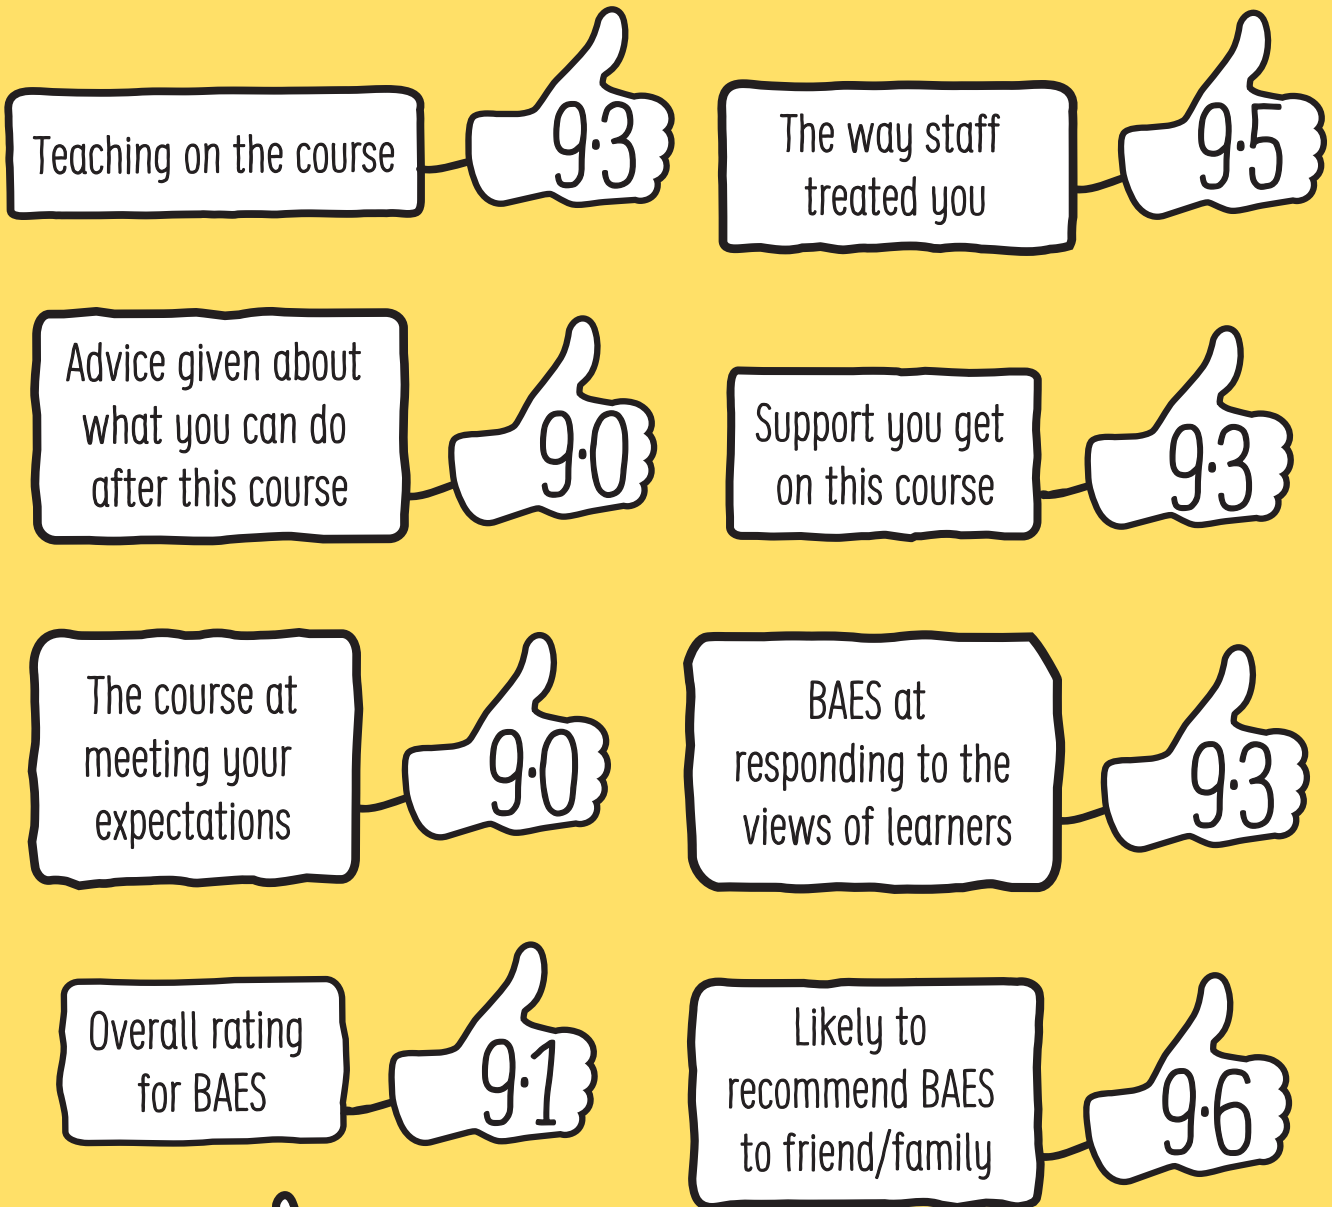 Teaching on the course
9.3
The way staff
treated you
9.5
Advice given about
what you can do
after this course
9.0
Support you get
on this course
9.3
The course at
meeting your
expectations
9.0
BAES at
responding to the
views of learners
9.3
Overall rating
for BAES
9.1
Likely to
recommend BAES
to friend/family
9.6